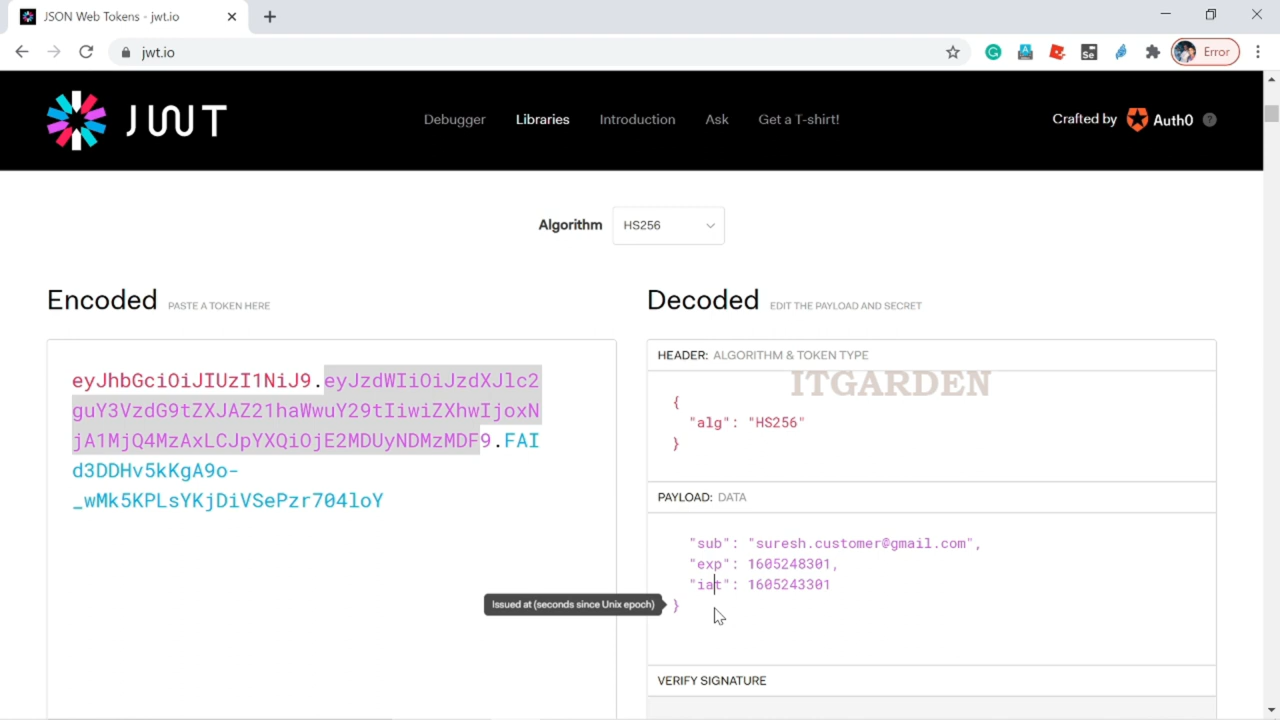 JSON Web Tokens - jwt.io
jwt.io
Se
Error
JWT
Debugger Libraries Introduction Ask Get a T-shirt!
Crafted by Auth0 ?
Algorithm HS256
Encoded PASTE A TOKEN HERE
eyJhbGciOiJIUzI1NiJ9.eyJzdWIiOiJzdXJlc2
guY3VzdG9tZXJAZ21haWwuY29tIiwiZXhwIjoxN
jA1MjQ4MzAxLCJpYXQiOjE2MDUyNDMzMDF9.FAI
d3DDHv5kKgA9o-
_wMk5KPLsYKjDiVSePzr704loY
Decoded EDIT THE PAYLOAD AND SECRET
HEADER: ALGORITHM & TOKEN TYPE
ITGARDEN
{
"alg": "HS256"
}
PAYLOAD: DATA
"sub": "suresh.customer@gmail.com",
"exp": 1605248301,
"iat": 1605243301
}
Issued at (seconds since Unix epoch)
VERIFY SIGNATURE